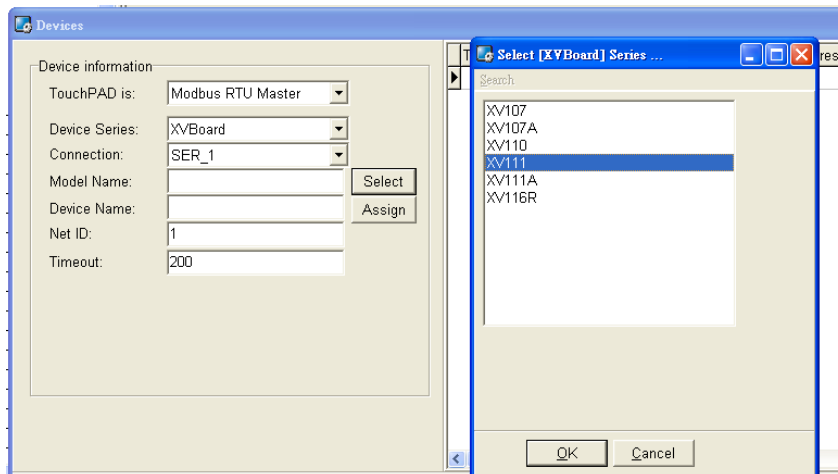 Devices
Device information
TouchPAD is: Modbus RTU Master
Device Series: XVBoard
Connection: SER_1
Model Name: Select
Device Name: Assign
Net ID: 1
Timeout: 200
Select [XVBoard] Series ...
Search
XV107
XV107A
XV110
XV111
XV111A
XV116R
OK Cancel